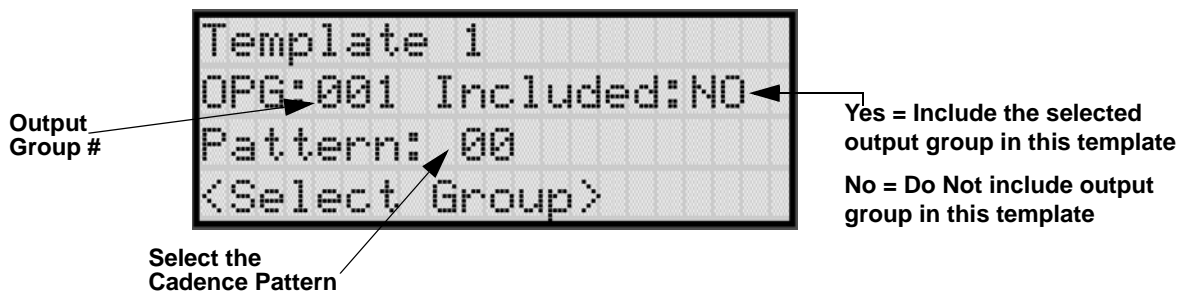 Template 1
OPG:001 Included:NO
Pattern: 00
<Select Group>
Output
Group #
Yes = Include the selected
output group in this template
No = Do Not include output
group in this template
Select the
Cadence Pattern